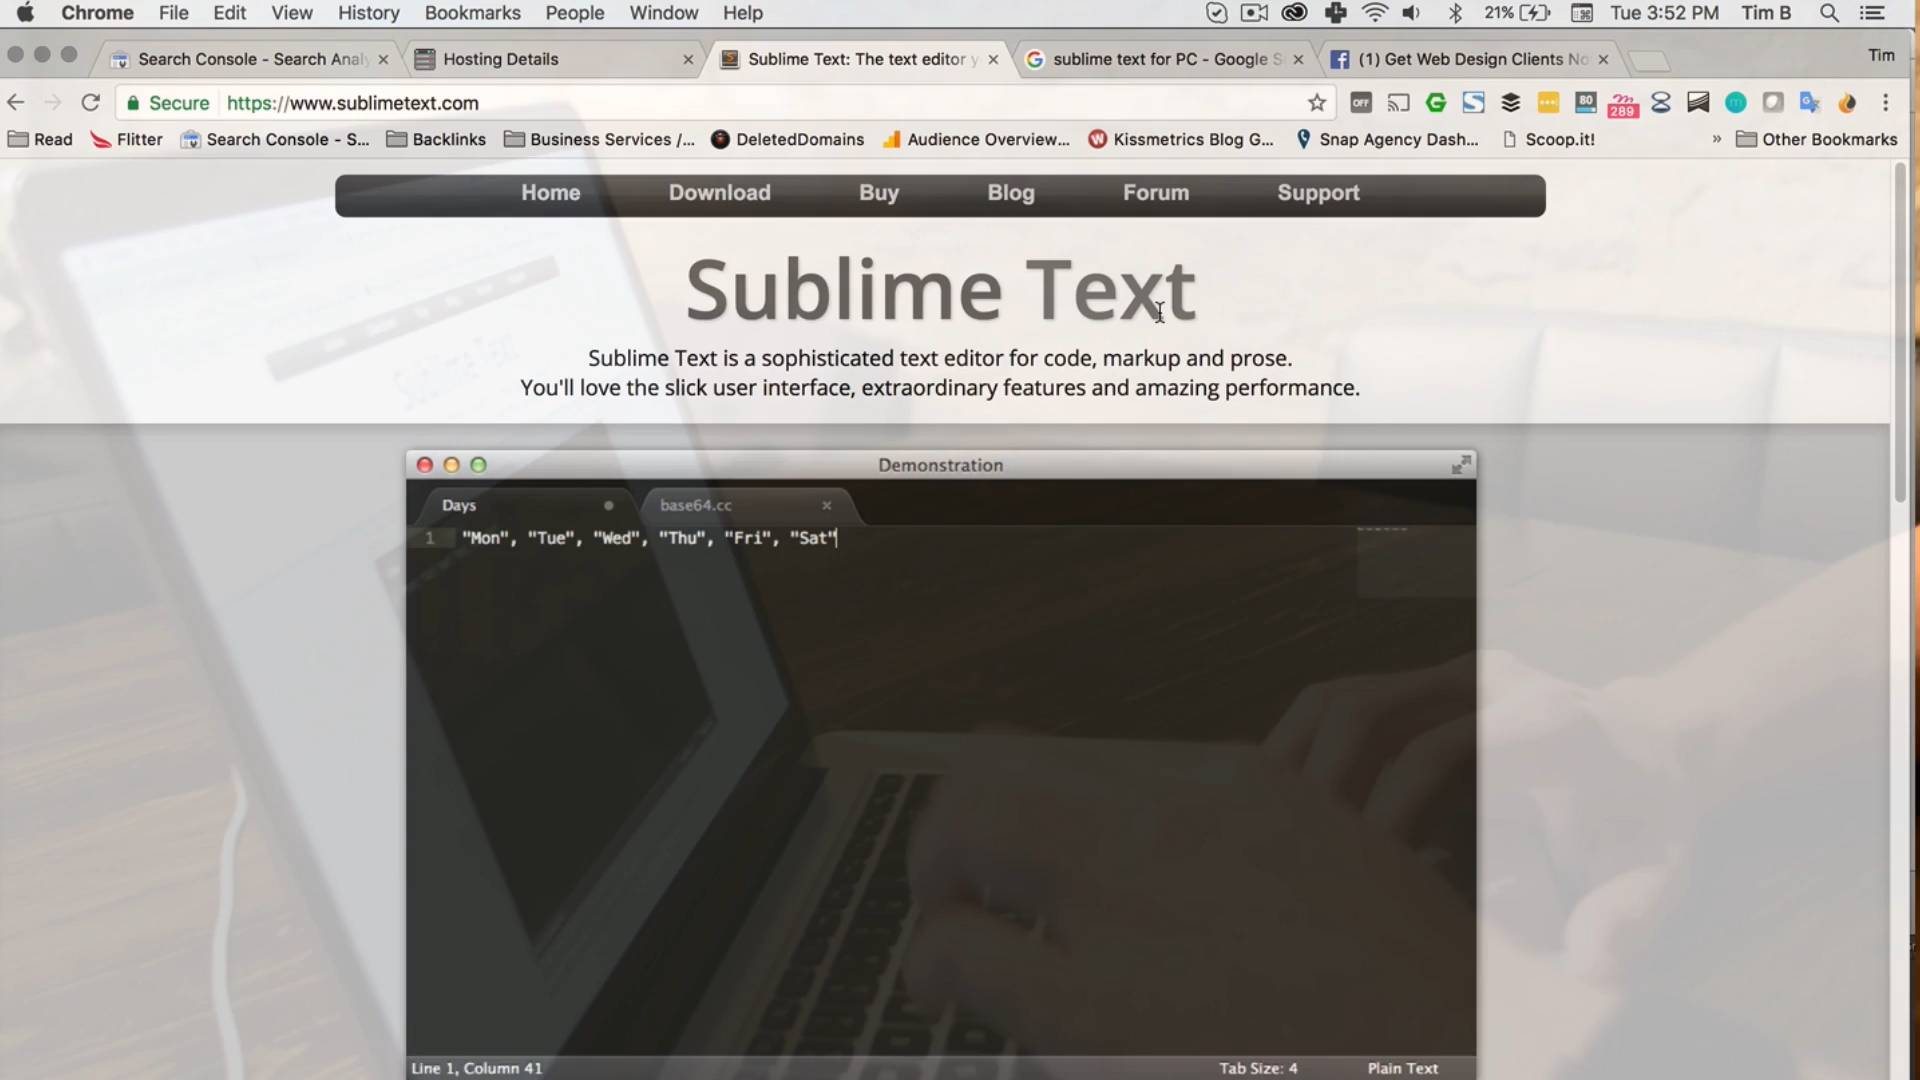 Chrome File Edit View History Bookmarks People Window Help 21% Tue 3:52 PM Tim B
Search Console - Search Analy Hosting Details Sublime Text: The text editor y sublime text for PC - Google S (1) Get Web Design Clients No Tim
Secure https://www.sublimetext.com OFF 80 289
Read Flitter Search Console - S... Backlinks Business Services /... DeletedDomains Audience Overview... Kissmetrics Blog G... Snap Agency Dash... Scoop.it! » Other Bookmarks
Home Download Buy Blog Forum Support
Sublime Text
Sublime Text is a sophisticated text editor for code, markup and prose.
You'll love the slick user interface, extraordinary features and amazing performance.
Demonstration
Days base64.cc
1 "Mon", "Tue", "Wed", "Thu", "Fri", "Sat"
Line 1, Column 41 Tab Size: 4 Plain Text